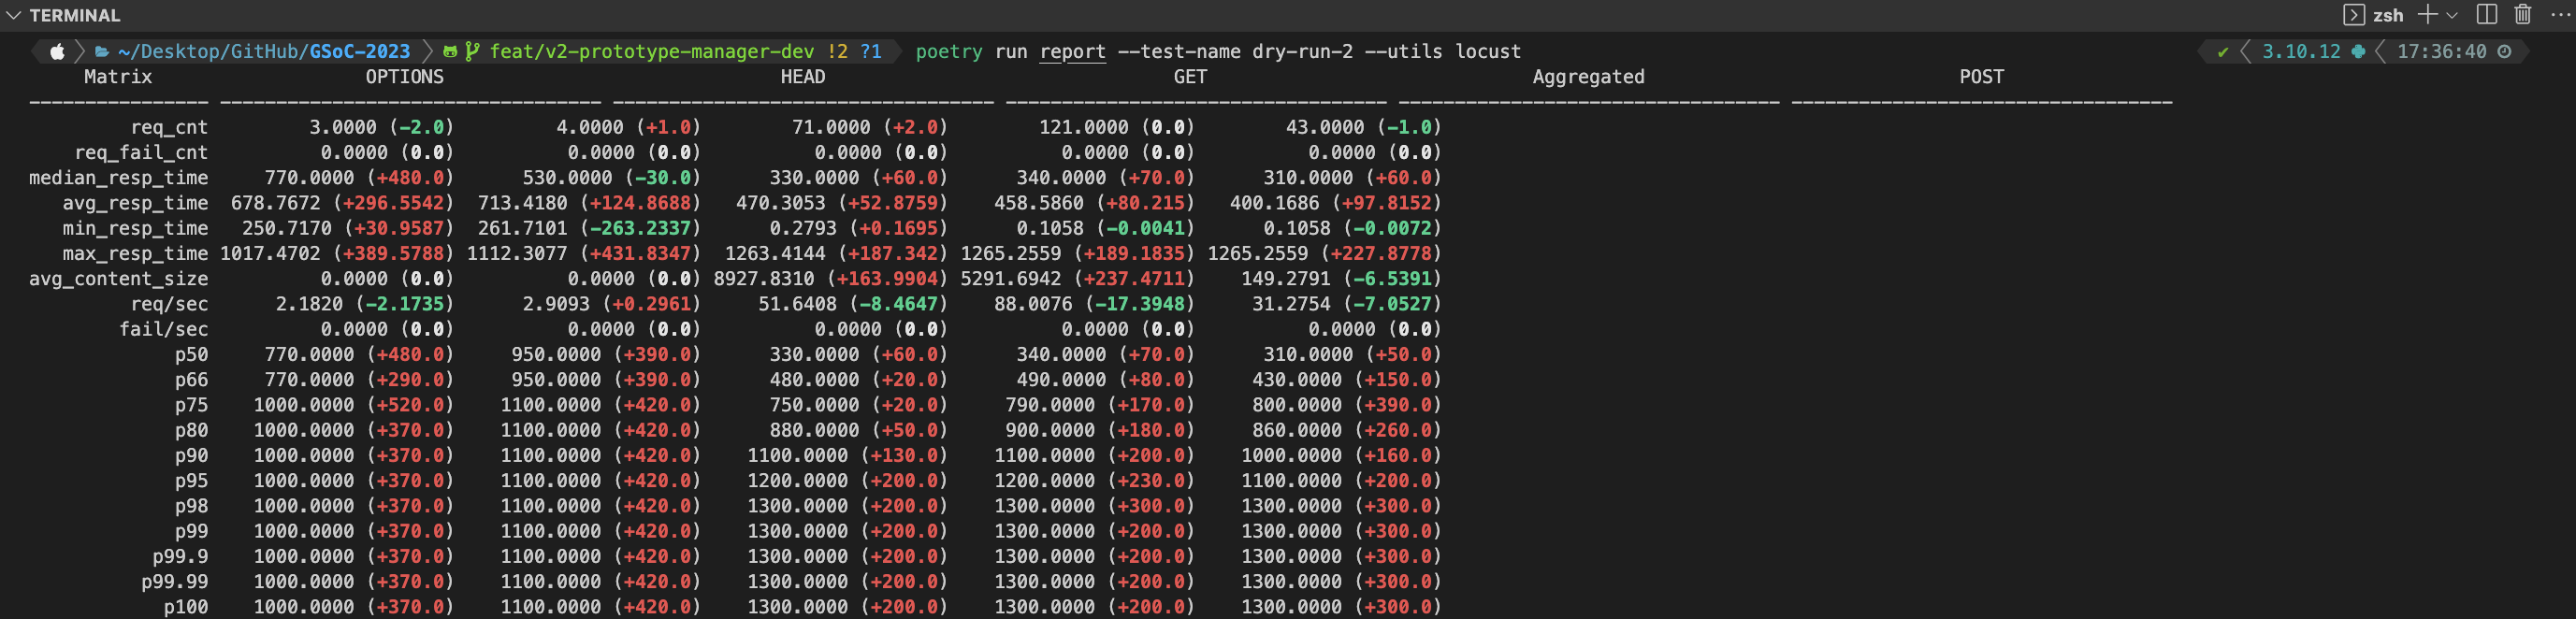 TERMINAL zsh
~/Desktop/GitHub/GSoC-2023 feat/v2-prototype-manager-dev !2 ?1 poetry run report --test-name dry-run-2 --utils locust ✔ 3.10.12 17:36:40
Matrix OPTIONS HEAD GET Aggregated POST
---------------- ---------------------------------- ---------------------------------- ---------------------------------- ---------------------------------- ----------------------------------
req_cnt 3.0000 (-2.0) 4.0000 (+1.0) 71.0000 (+2.0) 121.0000 (0.0) 43.0000 (-1.0)
req_fail_cnt 0.0000 (0.0) 0.0000 (0.0) 0.0000 (0.0) 0.0000 (0.0) 0.0000 (0.0)
median_resp_time 770.0000 (+480.0) 530.0000 (-30.0) 330.0000 (+60.0) 340.0000 (+70.0) 310.0000 (+60.0)
avg_resp_time 678.7672 (+296.5542) 713.4180 (+124.8688) 470.3053 (+52.8759) 458.5860 (+80.215) 400.1686 (+97.8152)
min_resp_time 250.7170 (+30.9587) 261.7101 (-263.2337) 0.2793 (+0.1695) 0.1058 (-0.0041) 0.1058 (-0.0072)
max_resp_time 1017.4702 (+389.5788) 1112.3077 (+431.8347) 1263.4144 (+187.342) 1265.2559 (+189.1835) 1265.2559 (+227.8778)
avg_content_size 0.0000 (0.0) 0.0000 (0.0) 8927.8310 (+163.9904) 5291.6942 (+237.4711) 149.2791 (-6.5391)
req/sec 2.1820 (-2.1735) 2.9093 (+0.2961) 51.6408 (-8.4647) 88.0076 (-17.3948) 31.2754 (-7.0527)
fail/sec 0.0000 (0.0) 0.0000 (0.0) 0.0000 (0.0) 0.0000 (0.0) 0.0000 (0.0)
p50 770.0000 (+480.0) 950.0000 (+390.0) 330.0000 (+60.0) 340.0000 (+70.0) 310.0000 (+50.0)
p66 770.0000 (+290.0) 950.0000 (+390.0) 480.0000 (+20.0) 490.0000 (+80.0) 430.0000 (+150.0)
p75 1000.0000 (+520.0) 1100.0000 (+420.0) 750.0000 (+20.0) 790.0000 (+170.0) 800.0000 (+390.0)
p80 1000.0000 (+370.0) 1100.0000 (+420.0) 880.0000 (+50.0) 900.0000 (+180.0) 860.0000 (+260.0)
p90 1000.0000 (+370.0) 1100.0000 (+420.0) 1100.0000 (+130.0) 1100.0000 (+200.0) 1000.0000 (+160.0)
p95 1000.0000 (+370.0) 1100.0000 (+420.0) 1200.0000 (+200.0) 1200.0000 (+230.0) 1100.0000 (+200.0)
p98 1000.0000 (+370.0) 1100.0000 (+420.0) 1300.0000 (+200.0) 1300.0000 (+300.0) 1300.0000 (+300.0)
p99 1000.0000 (+370.0) 1100.0000 (+420.0) 1300.0000 (+200.0) 1300.0000 (+200.0) 1300.0000 (+300.0)
p99.9 1000.0000 (+370.0) 1100.0000 (+420.0) 1300.0000 (+200.0) 1300.0000 (+200.0) 1300.0000 (+300.0)
p99.99 1000.0000 (+370.0) 1100.0000 (+420.0) 1300.0000 (+200.0) 1300.0000 (+200.0) 1300.0000 (+300.0)
p100 1000.0000 (+370.0) 1100.0000 (+420.0) 1300.0000 (+200.0) 1300.0000 (+200.0) 1300.0000 (+300.0)